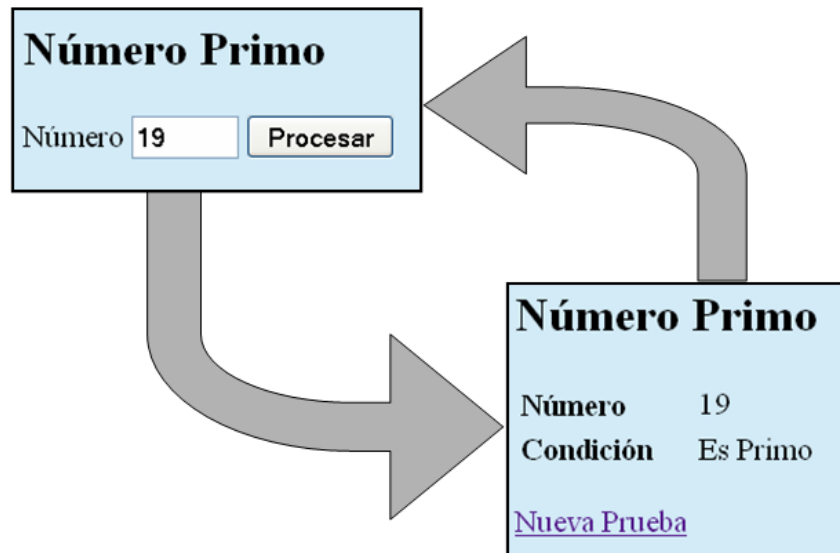 Número Primo
Número 19 Procesar
Número Primo
Número 19
Condición Es Primo
Nueva Prueba